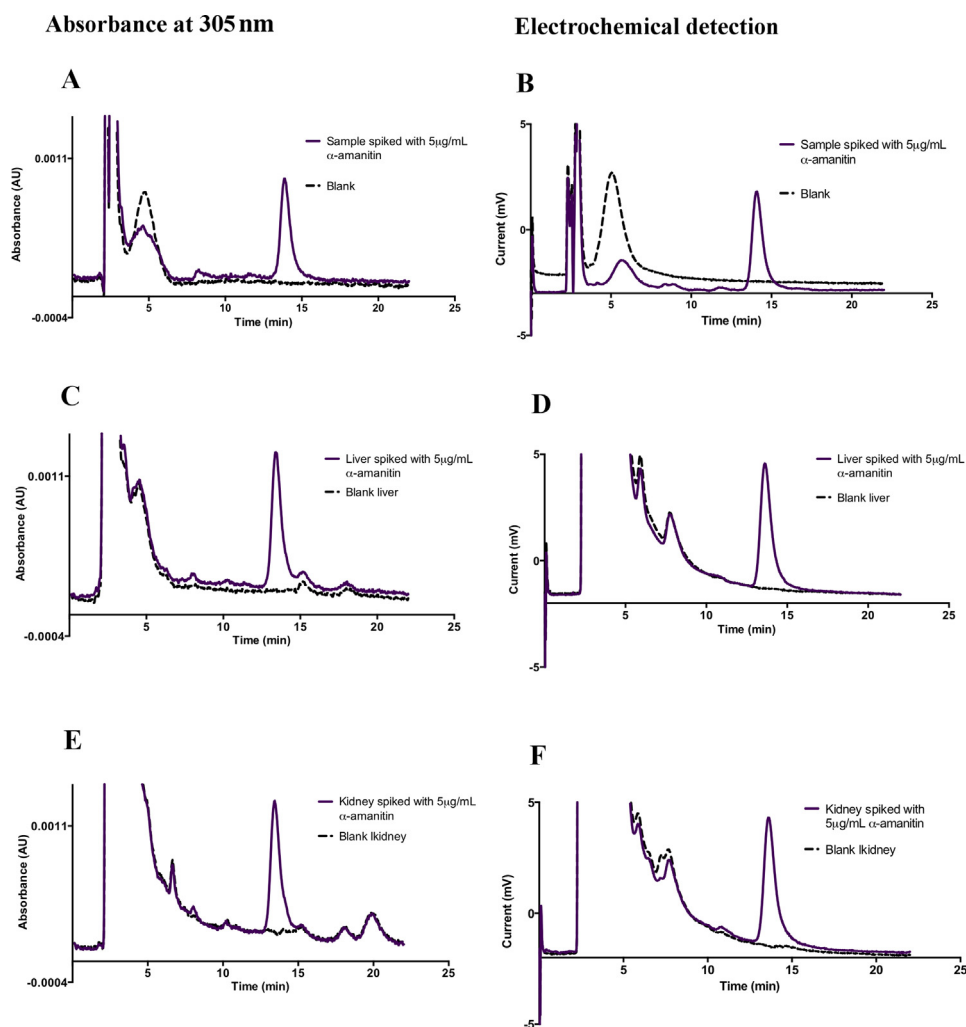 Absorbance at 305 nm
Electrochemical detection
A
0.0011
-0.0004
Absorbance (AU)
5
10
15
20
25
Time (min)
Sample spiked with 5µg/mL
α-amanitin
Blank
B
5
0
-5
Current (mV)
5
10
15
20
25
Time (min)
Sample spiked with 5µg/mL
α-amanitin
Blank
C
0.0011
-0.0004
Absorbance (AU)
5
10
15
20
25
Time (min)
Liver spiked with 5µg/mL
α-amanitin
Blank liver
D
5
0
-5
Current (mV)
5
10
15
20
25
Time (min)
Liver spiked with 5µg/mL
α-amanitin
Blank liver
E
0.0011
-0.0004
Absorbance (AU)
5
10
15
20
25
Time (min)
Kidney spiked with 5µg/mL
α-amanitin
Blank lkidney
F
5
0
-5
Current (mV)
5
10
15
20
25
Time (min)
Kidney spiked with
5µg/mL α-amanitin
Blank lkidney